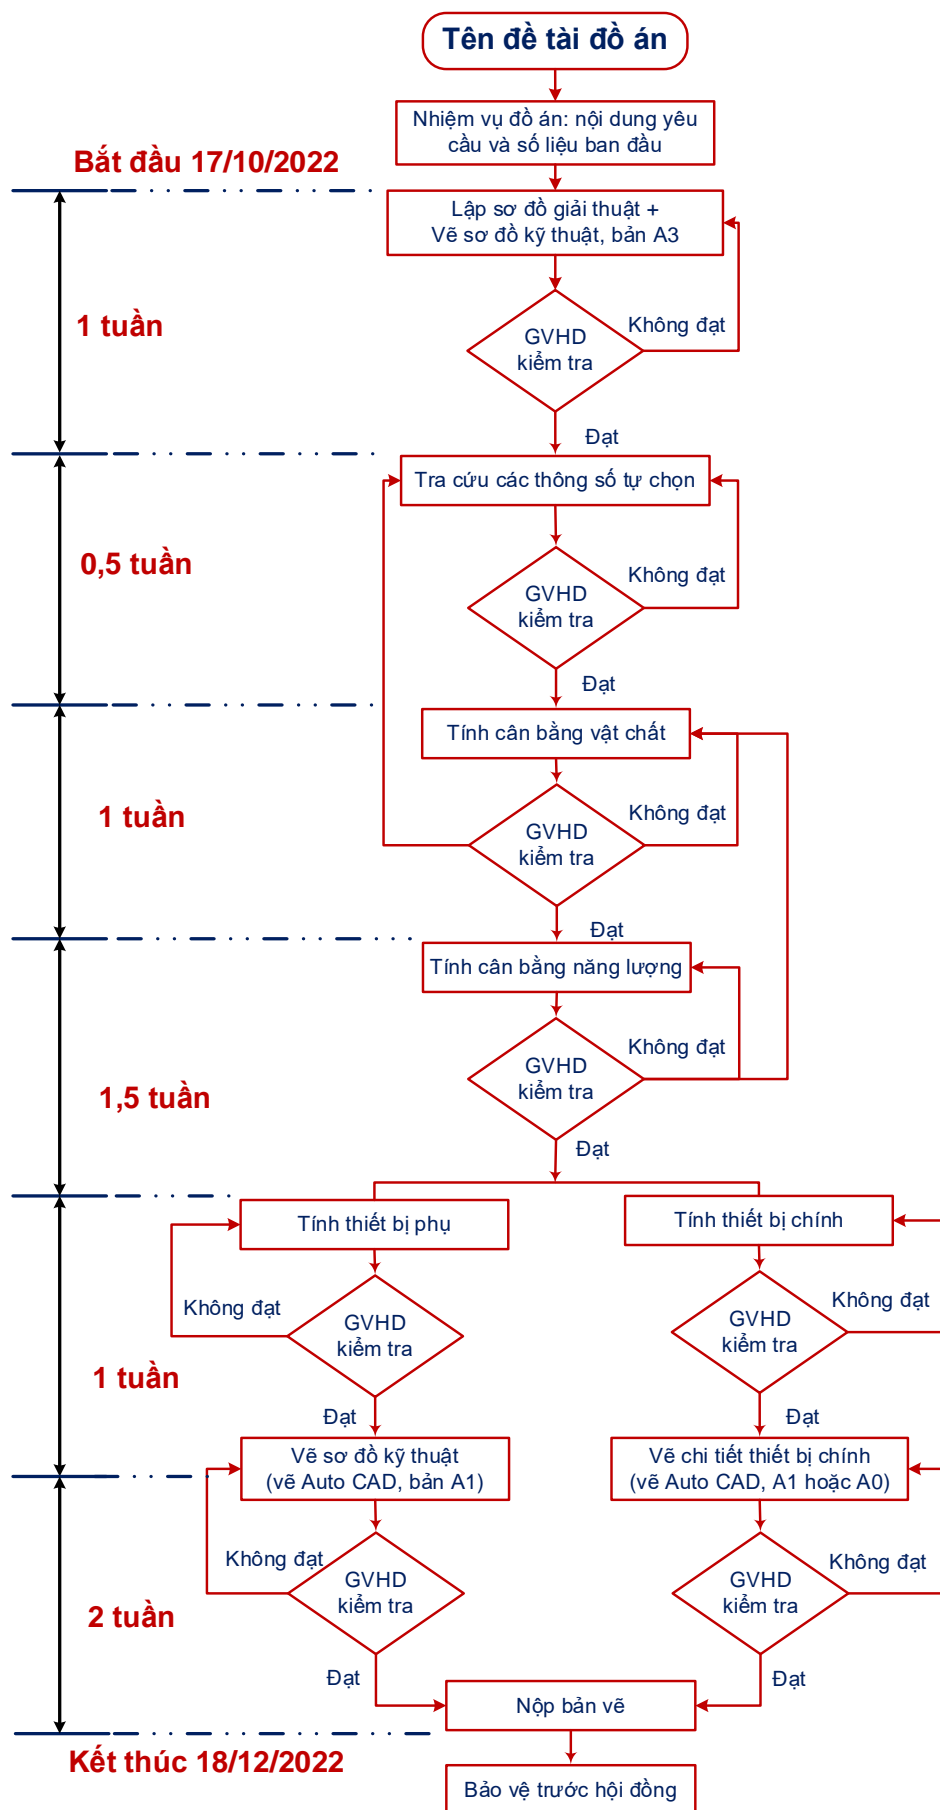 Tên đề tài đồ án
Nhiệm vụ đồ án: nội dung yêu
cầu và số liệu ban đầu
Bắt đầu 17/10/2022
Lập sơ đồ giải thuật +
Vẽ sơ đồ kỹ thuật, bản A3
1 tuần
GVHD
kiểm tra
Không đạt
Đạt
Tra cứu các thông số tự chọn
0,5 tuần
GVHD
kiểm tra
Không đạt
Đạt
Tính cân bằng vật chất
1 tuần
GVHD
kiểm tra
Không đạt
Đạt
Tính cân bằng năng lượng
1,5 tuần
GVHD
kiểm tra
Không đạt
Đạt
Tính thiết bị phụ
Tính thiết bị chính
Không đạt
GVHD
kiểm tra
GVHD
kiểm tra
Không đạt
1 tuần
Đạt
Đạt
Vẽ sơ đồ kỹ thuật
(vẽ Auto CAD, bản A1)
Vẽ chi tiết thiết bị chính
(vẽ Auto CAD, A1 hoặc A0)
Không đạt
GVHD
kiểm tra
GVHD
kiểm tra
Không đạt
2 tuần
Đạt
Đạt
Nộp bản vẽ
Kết thúc 18/12/2022
Bảo vệ trước hội đồng